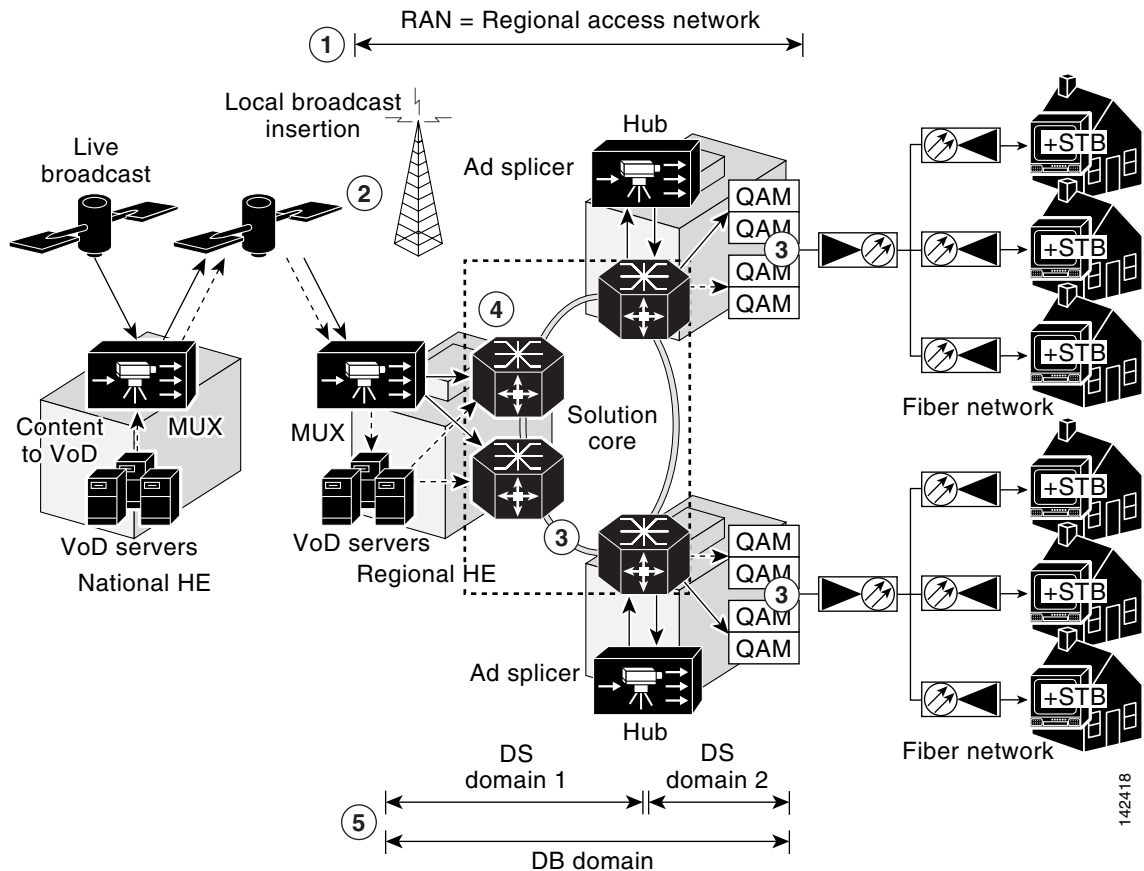 RAN = Regional access network
1
Local broadcast
insertion
Live
broadcast
2
Hub
Ad splicer
QAM
QAM
3
QAM
QAM
+STB
+STB
+STB
Fiber network
4
Content
to VoD
MUX
VoD servers
National HE
MUX
VoD servers
Regional HE
Solution
core
3
QAM
QAM
3
QAM
QAM
Ad splicer
Hub
+STB
+STB
+STB
Fiber network
DS
domain 1
DS
domain 2
5
DB domain
142418